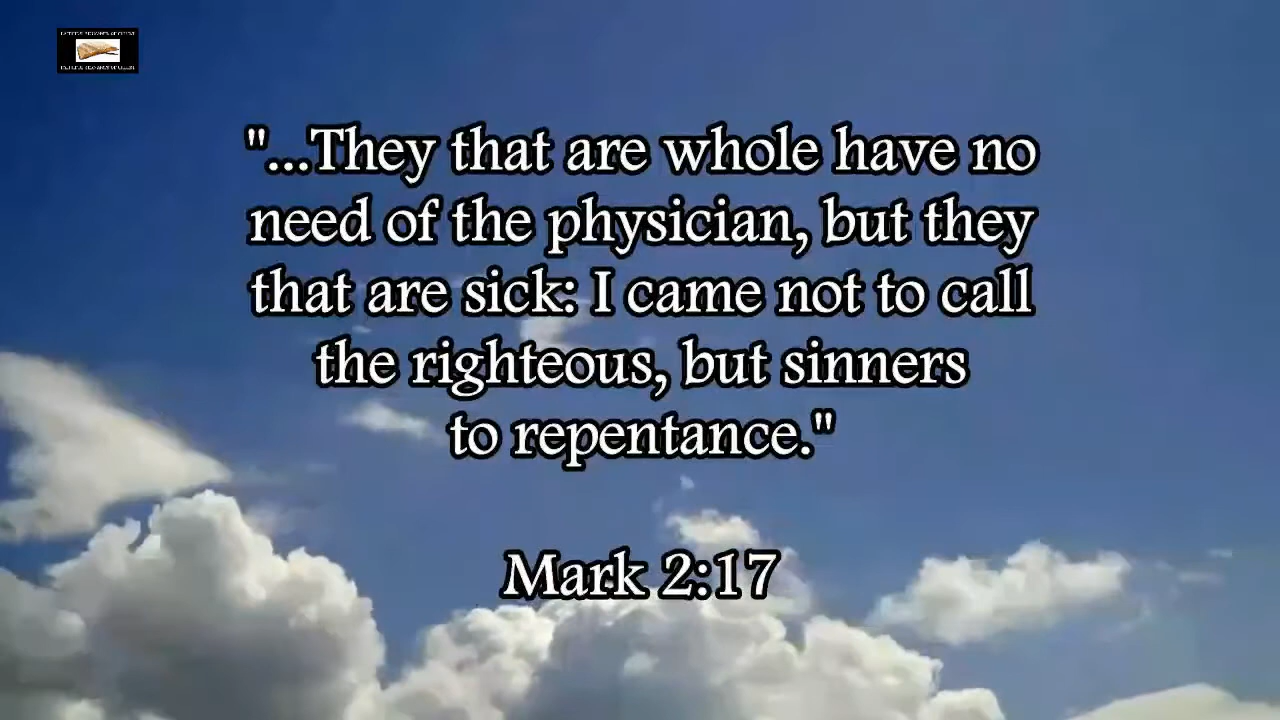 "...They that are whole have no
need of the physician, but they
that are sick: I came not to call
the righteous, but sinners
to repentance."
Mark 2:17